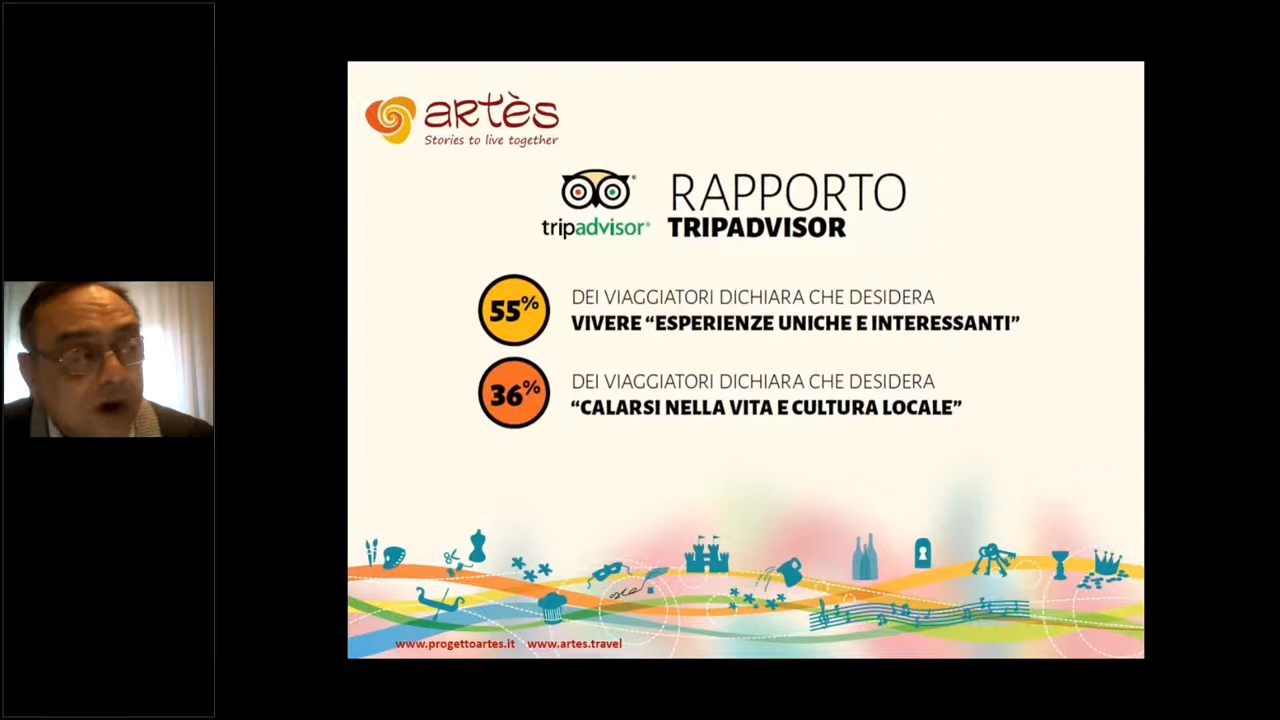 artès
Stories to live together
tripadvisor®
RAPPORTO
TRIPADVISOR
55%
DEI VIAGGIATORI DICHIARA CHE DESIDERA
VIVERE “ESPERIENZE UNICHE E INTERESSANTI”
36%
DEI VIAGGIATORI DICHIARA CHE DESIDERA
“CALARSI NELLA VITA E CULTURA LOCALE”
www.progettoartes.it www.artes.travel